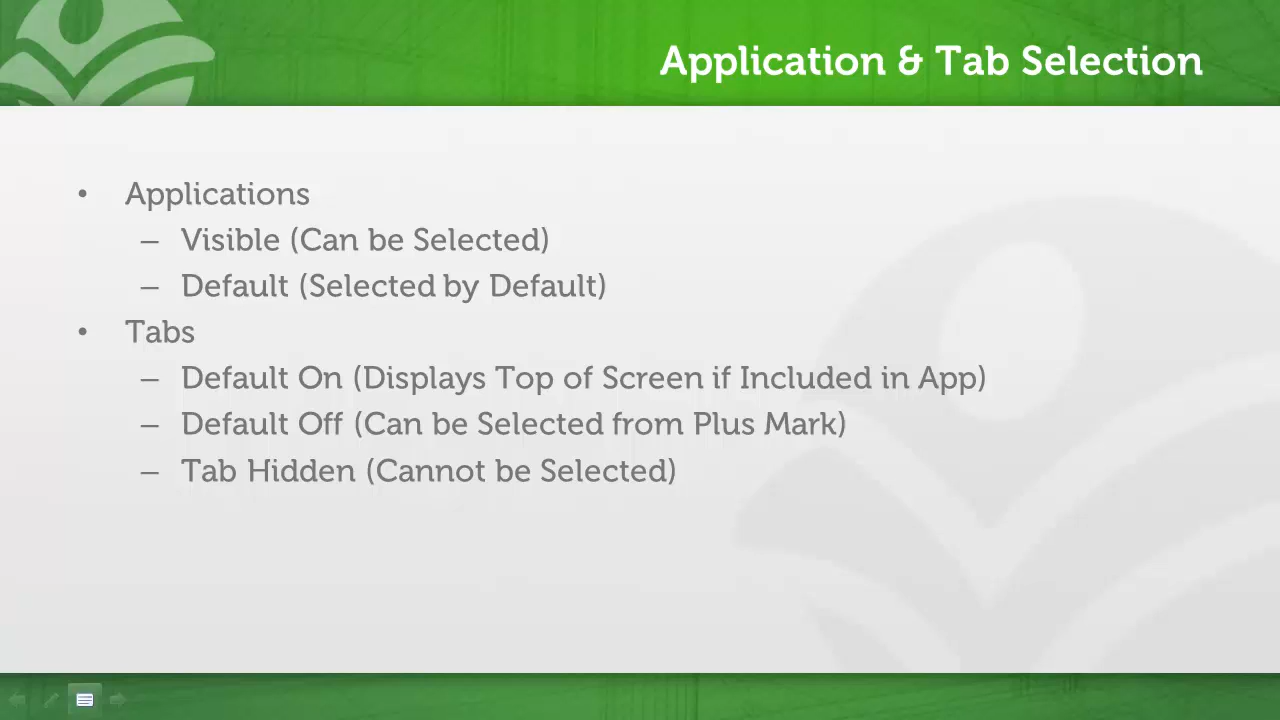 Application & Tab Selection
• Applications
– Visible (Can be Selected)
– Default (Selected by Default)
• Tabs
– Default On (Displays Top of Screen if Included in App)
– Default Off (Can be Selected from Plus Mark)
– Tab Hidden (Cannot be Selected)